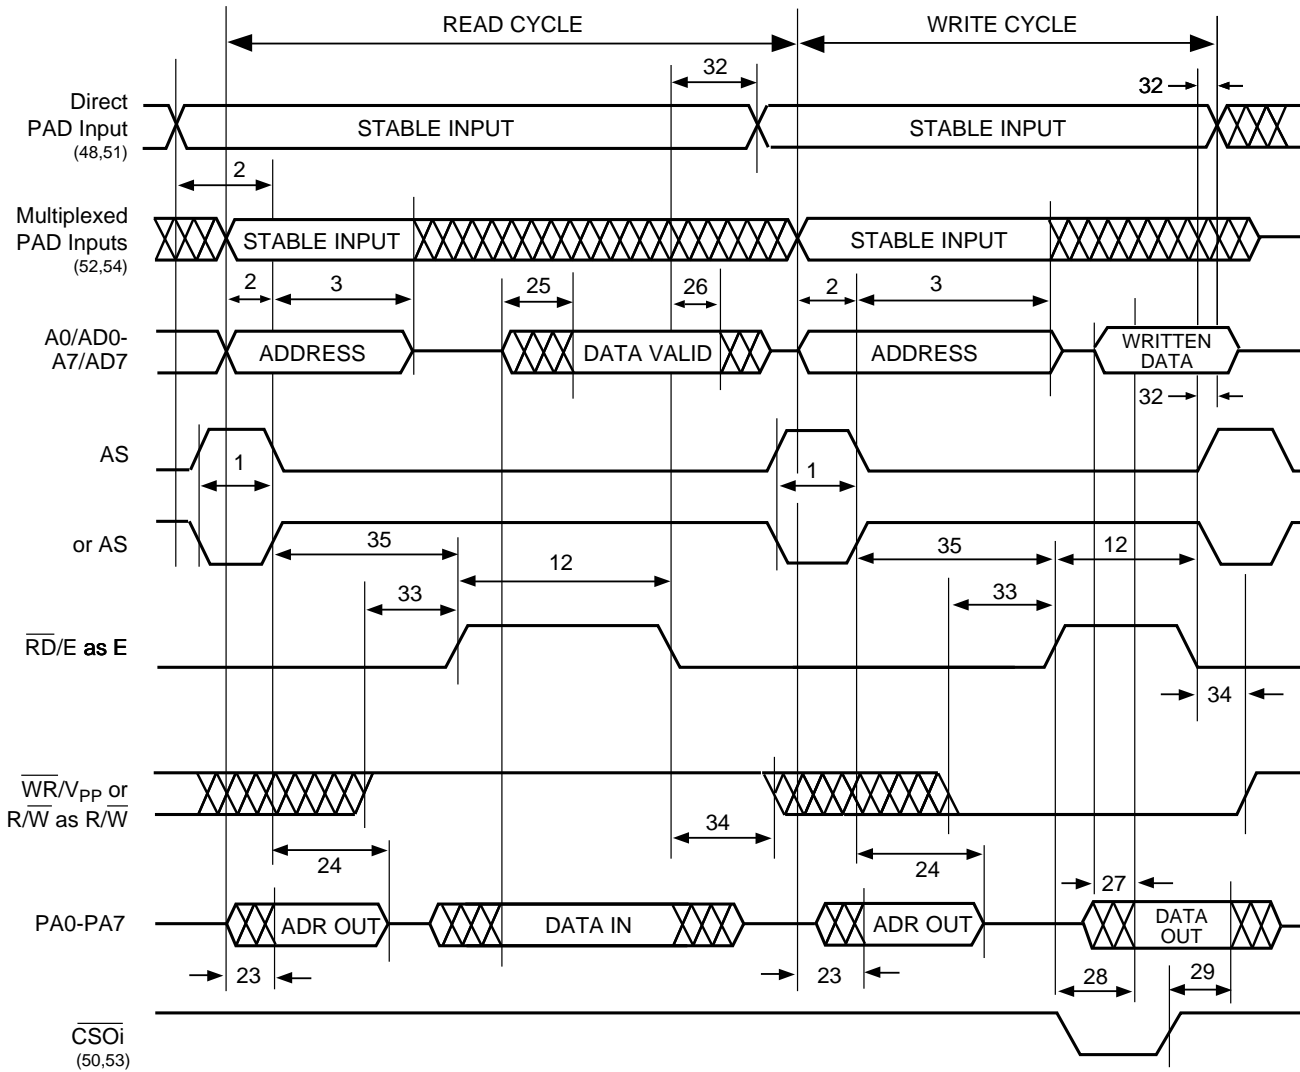 READ CYCLE
WRITE CYCLE
32
32
Direct
PAD Input
(48,51)
STABLE INPUT
STABLE INPUT
2
Multiplexed
PAD Inputs
(52,54)
STABLE INPUT
STABLE INPUT
2
3
25
26
2
3
A0/AD0-
A7/AD7
ADDRESS
DATA VALID
ADDRESS
WRITTEN
DATA
32
AS
1
1
or AS
35
12
35
12
33
33
R̅D̅/E as E
34
W̅R̅/VPP or
R/W̅ as R/W̅
34
24
24
27
PA0-PA7
ADR OUT
DATA IN
ADR OUT
DATA
OUT
23
23
28
29
C̅S̅O̅i̅
(50,53)